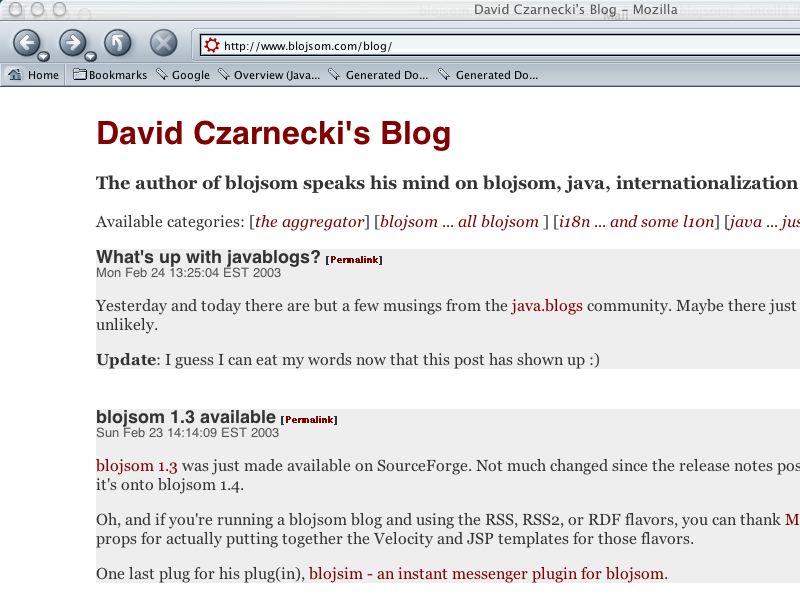 David Czarnecki's Blog – Mozilla
http://www.blojsom.com/blog/
Home Bookmarks Google Overview (Java... Generated Do... Generated Do...
David Czarnecki's Blog
The author of blojsom speaks his mind on blojsom, java, internationalization
Available categories: [the aggregator] [blojsom ... all blojsom ] [i18n ... and some l10n] [java ... jus
What's up with javablogs? [Permalink]
Mon Feb 24 13:25:04 EST 2003
Yesterday and today there are but a few musings from the java.blogs community. Maybe there just
unlikely.
Update: I guess I can eat my words now that this post has shown up :)
blojsom 1.3 available [Permalink]
Sun Feb 23 14:14:09 EST 2003
blojsom 1.3 was just made available on SourceForge. Not much changed since the release notes pos
it's onto blojsom 1.4.
Oh, and if you're running a blojsom blog and using the RSS, RSS2, or RDF flavors, you can thank M
props for actually putting together the Velocity and JSP templates for those flavors.
One last plug for his plug(in), blojsim - an instant messenger plugin for blojsom.